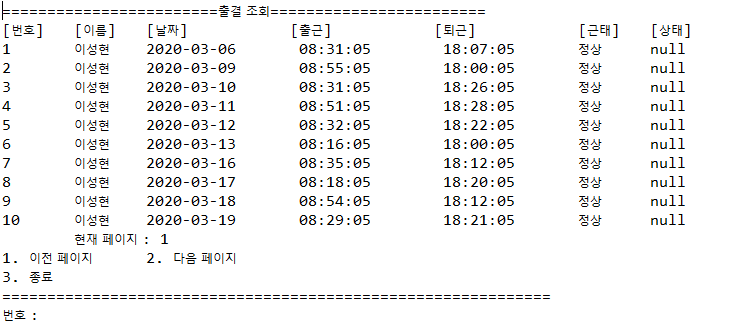 ========================출결 조회========================
[번호] [이름] [날짜] [출근] [퇴근] [근태] [상태]
1 이성현 2020-03-06 08:31:05 18:07:05 정상 null
2 이성현 2020-03-09 08:55:05 18:00:05 정상 null
3 이성현 2020-03-10 08:31:05 18:26:05 정상 null
4 이성현 2020-03-11 08:51:05 18:28:05 정상 null
5 이성현 2020-03-12 08:32:05 18:22:05 정상 null
6 이성현 2020-03-13 08:16:05 18:00:05 정상 null
7 이성현 2020-03-16 08:35:05 18:12:05 정상 null
8 이성현 2020-03-17 08:18:05 18:20:05 정상 null
9 이성현 2020-03-18 08:54:05 18:12:05 정상 null
10 이성현 2020-03-19 08:29:05 18:21:05 정상 null
현재 페이지 : 1
1. 이전 페이지 2. 다음 페이지
3. 종료
=============================================================
번호 :